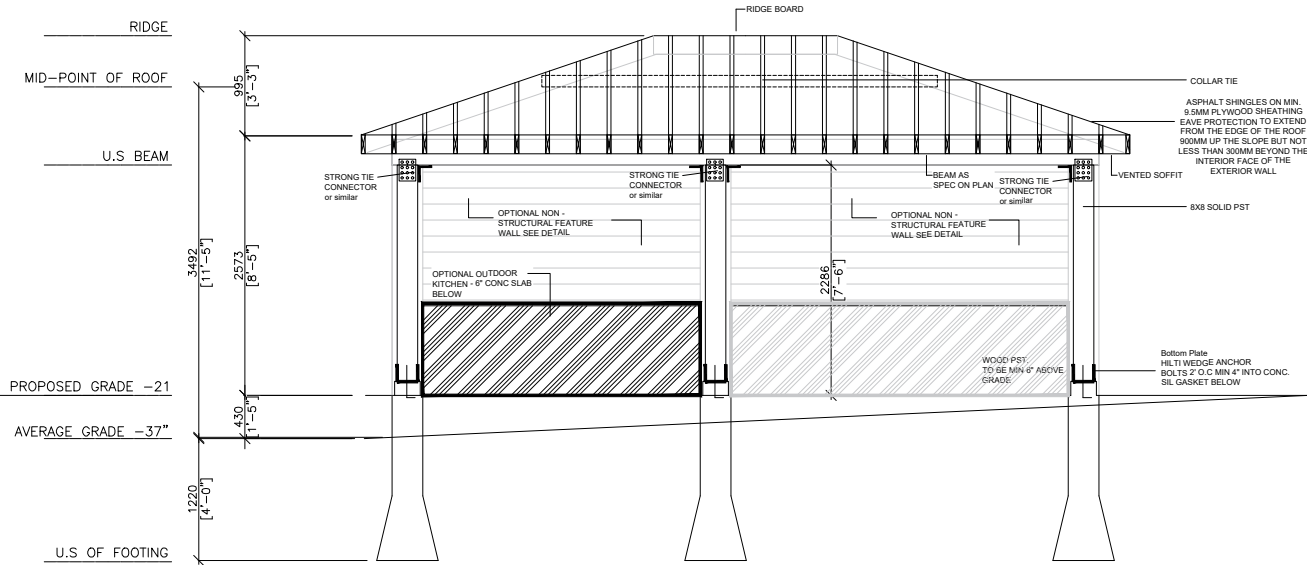 RIDGE BOARD
RIDGE
MID-POINT OF ROOF
995
[3'-3"]
COLLAR TIE
ASPHALT SHINGLES ON MIN.
9.5MM PLYWOOD SHEATHING
EAVE PROTECTION TO EXTEND
FROM THE EDGE OF THE ROOF
900MM UP THE SLOPE BUT NOT
LESS THAN 300MM BEYOND THE
INTERIOR FACE OF THE
EXTERIOR WALL
U.S BEAM
STRONG TIE
CONNECTOR
or similar
STRONG TIE
CONNECTOR
or similar
BEAM AS
SPEC ON PLAN
STRONG TIE
CONNECTOR
or similar
VENTED SOFFIT
8X8 SOLID PST
OPTIONAL NON -
STRUCTURAL FEATURE
WALL SEE DETAIL
OPTIONAL NON -
STRUCTURAL FEATURE
WALL SEE DETAIL
3492
[11'-5"]
2573
[8'-5"]
OPTIONAL OUTDOOR
KITCHEN - 6" CONC SLAB
BELOW
2286
[7'-6"]
WOOD PST.
TO BE MIN 6" ABOVE
GRADE
Bottom Plate
HILTI WEDGE ANCHOR
BOLTS 2' O.C MIN 4" INTO CONC.
SIL GASKET BELOW
PROPOSED GRADE -21
430
[1'-5"]
AVERAGE GRADE -37"
1220
[4'-0"]
U.S OF FOOTING